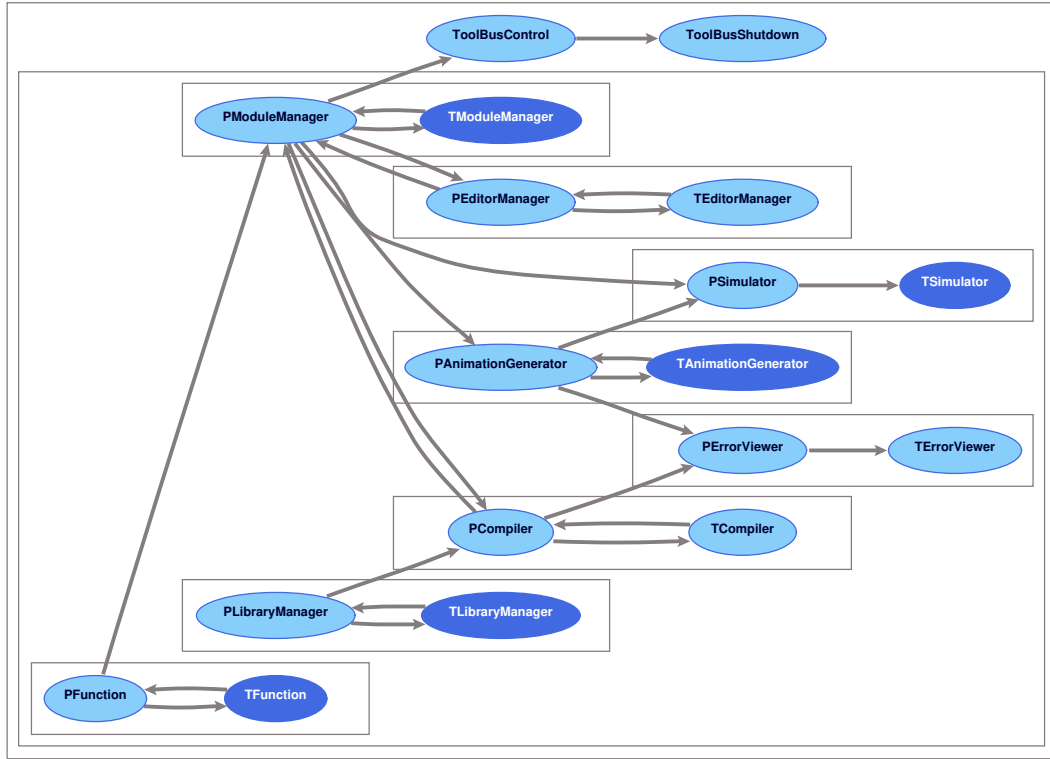 ToolBusControl
ToolBusShutdown
PModuleManager
TModuleManager
PEditorManager
TEditorManager
PSimulator
TSimulator
PAnimationGenerator
TAnimationGenerator
PErrorViewer
TErrorViewer
PCompiler
TCompiler
PLibraryManager
TLibraryManager
PFunction
TFunction